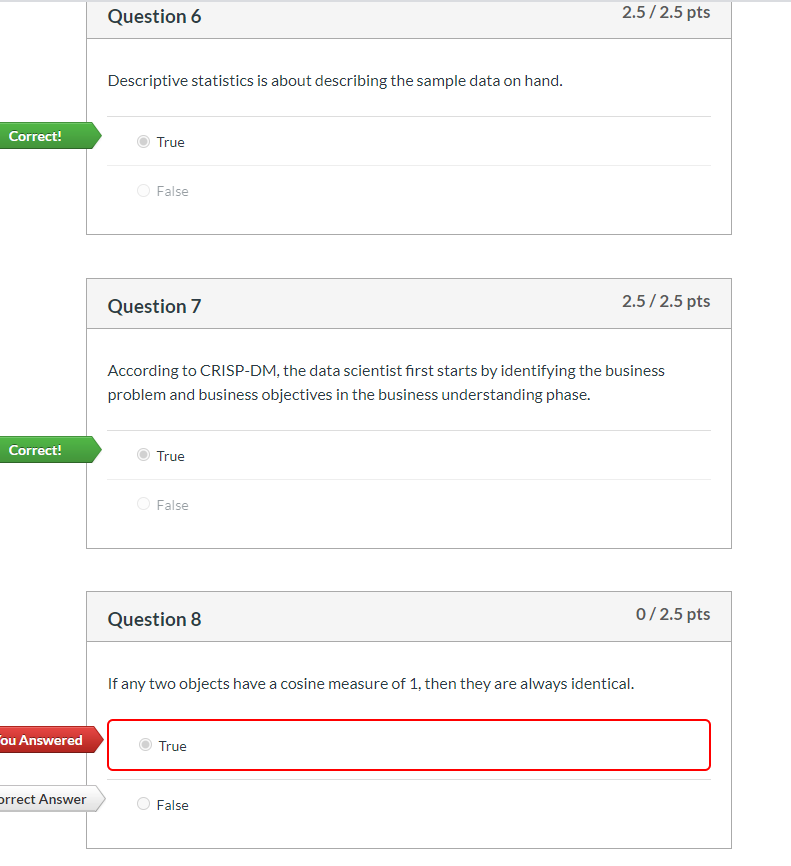 Question 6
2.5 / 2.5 pts
Descriptive statistics is about describing the sample data on hand.
Correct!
True
False
Question 7
2.5 / 2.5 pts
According to CRISP-DM, the data scientist first starts by identifying the business
problem and business objectives in the business understanding phase.
Correct!
True
False
Question 8
0 / 2.5 pts
If any two objects have a cosine measure of 1, then they are always identical.
ou Answered
True
orrect Answer
False